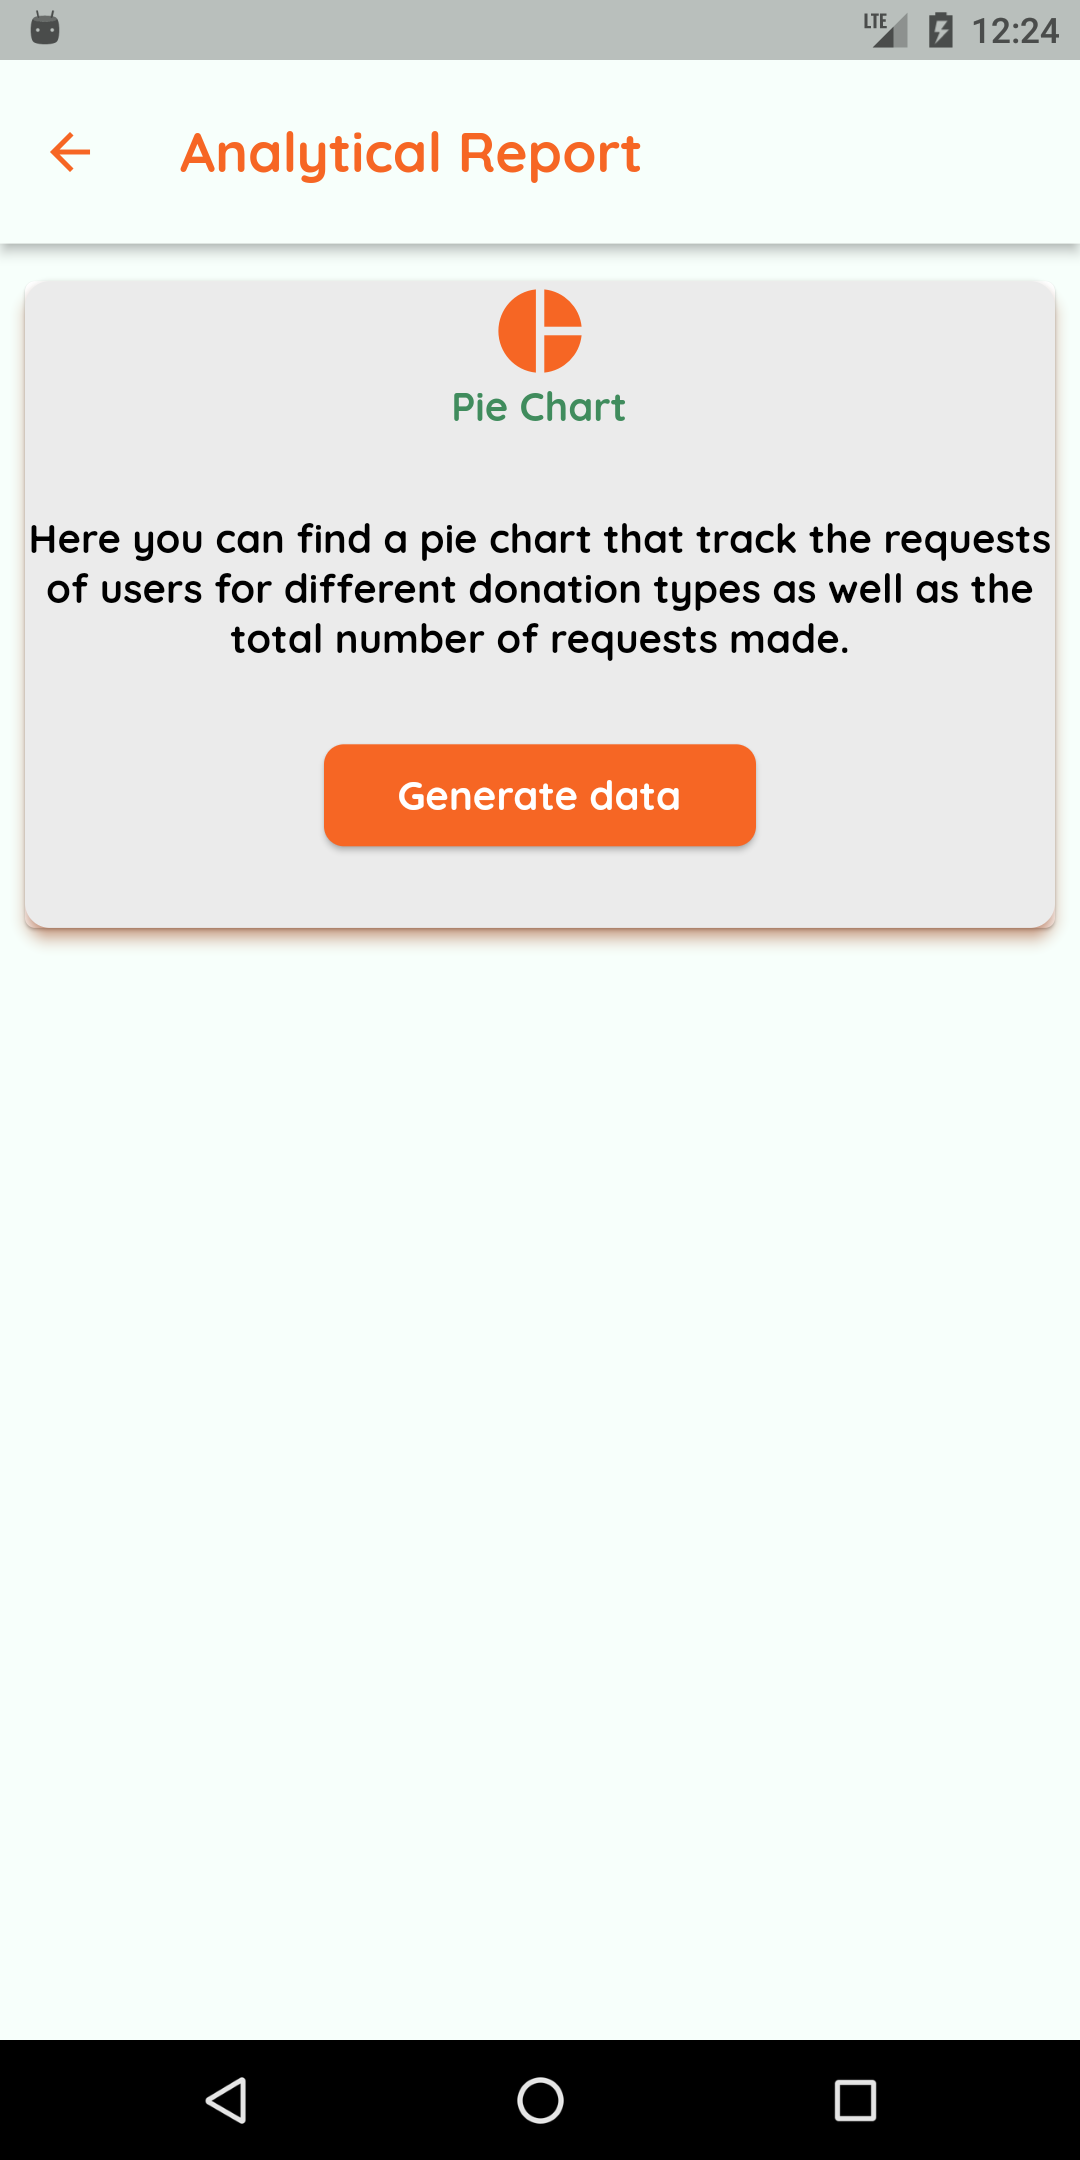 LTE 12:24
Analytical Report
Pie Chart
Here you can find a pie chart that track the requests
of users for different donation types as well as the
total number of requests made.
Generate data